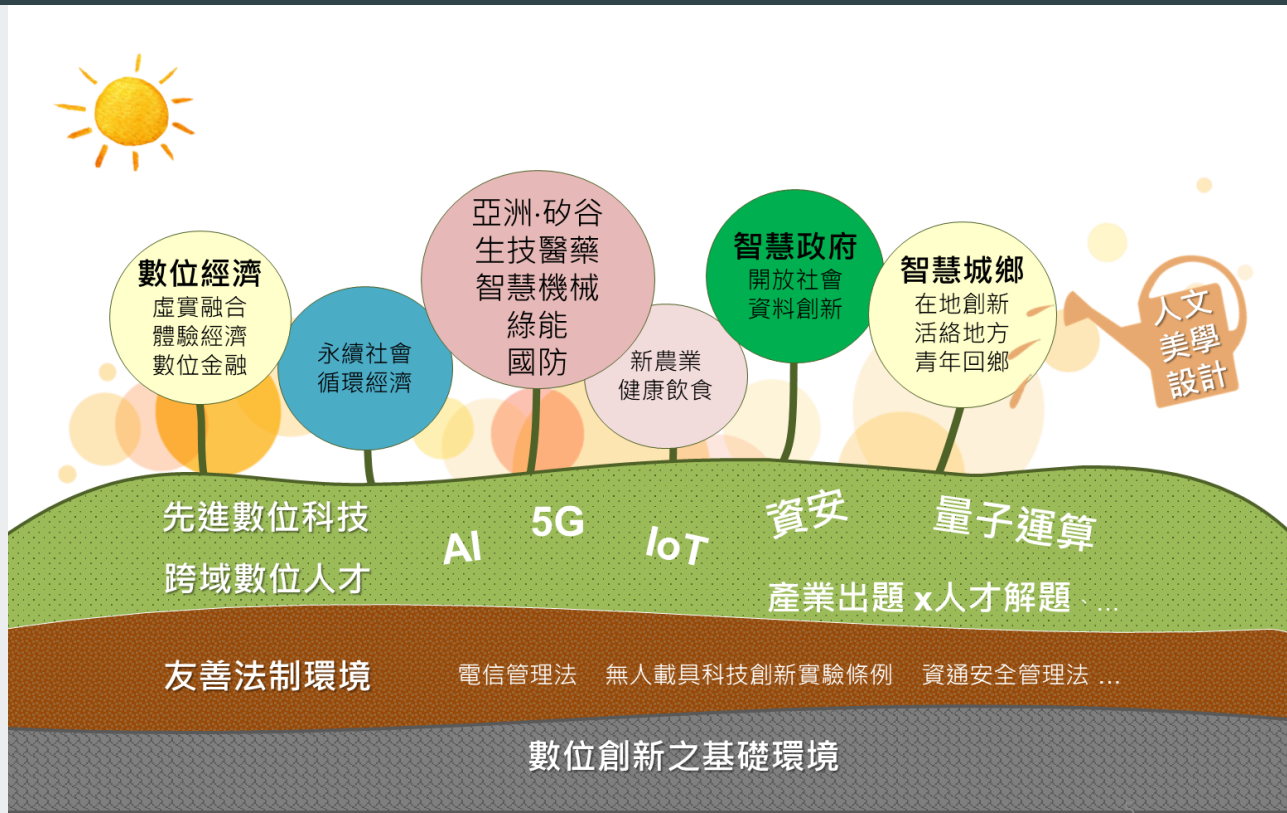 數位經濟
虛實融合
體驗經濟
數位金融
永續社會
循環經濟
亞洲·矽谷
生技醫藥
智慧機械
綠能
國防
新農業
健康飲食
智慧政府
開放社會
資料創新
智慧城鄉
在地創新
活絡地方
青年回鄉
人文
美學
設計
先進數位科技
AI
5G
IoT
資安
量子運算
跨域數位人才
產業出題 x人才解題、...
友善法制環境
電信管理法 無人載具科技創新實驗條例 資通安全管理法 ...
數位創新之基礎環境